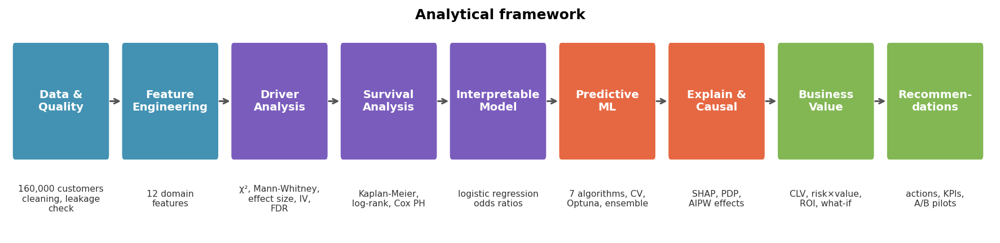 Analytical framework
Data &
Quality
Feature
Engineering
Driver
Analysis
Survival
Analysis
Interpretable
Model
Predictive
ML
Explain &
Causal
Business
Value
Recommen-
dations
160,000 customers
cleaning, leakage
check
12 domain
features
χ², Mann-Whitney,
effect size, IV,
FDR
Kaplan-Meier,
log-rank, Cox PH
logistic regression
odds ratios
7 algorithms, CV,
Optuna, ensemble
SHAP, PDP,
AIPW effects
CLV, risk×value,
ROI, what-if
actions, KPIs,
A/B pilots